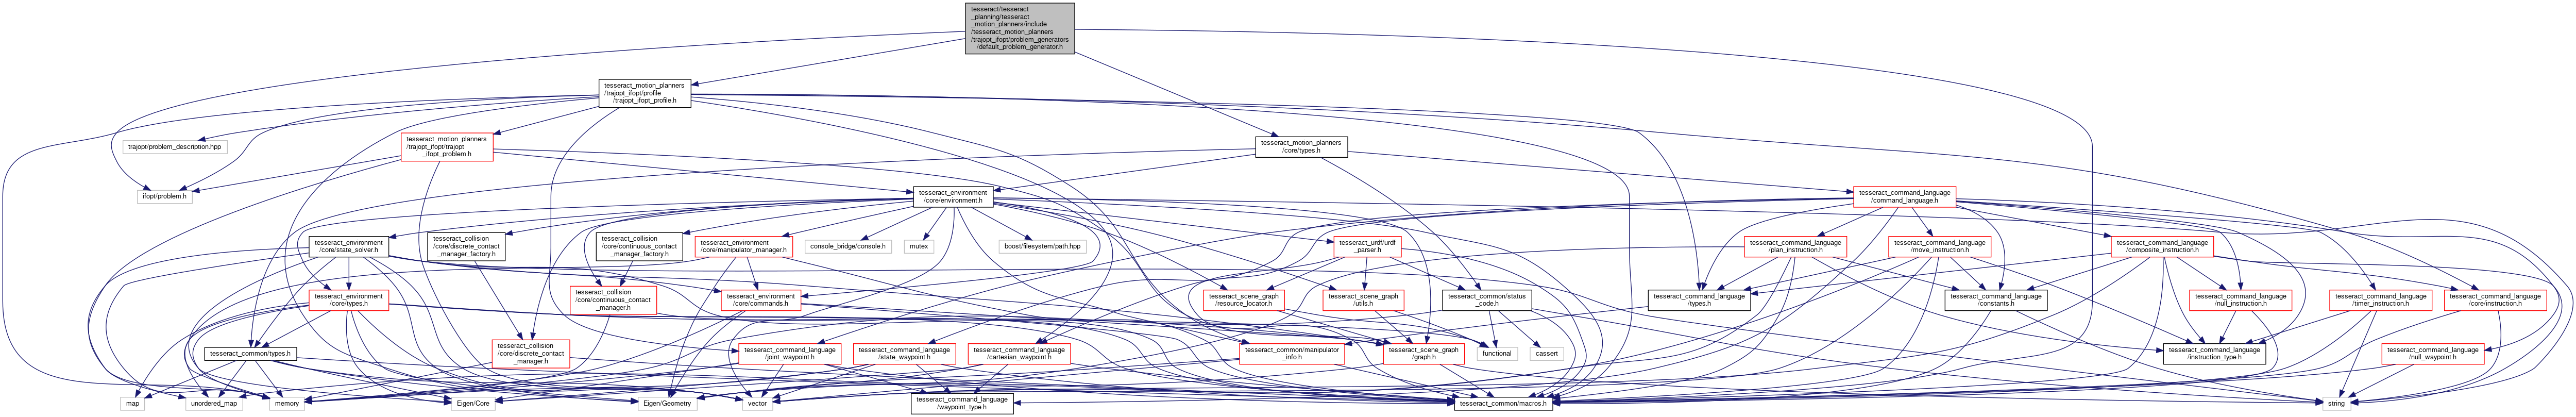 tesseract/tesseract
_planning/tesseract
_motion_planners/include
/tesseract_motion_planners
/trajopt_ifopt/problem_generators
/default_problem_generator.h
tesseract_motion_planners
/trajopt_ifopt/profile
/trajopt_ifopt_profile.h
trajopt/problem_description.hpp
tesseract_motion_planners
/trajopt_ifopt/trajopt
_ifopt_problem.h
tesseract_motion_planners
/core/types.h
ifopt/problem.h
tesseract_environment
/core/environment.h
tesseract_command_language
/command_language.h
tesseract_environment
/core/state_solver.h
tesseract_collision
/core/discrete_contact
_manager_factory.h
tesseract_collision
/core/continuous_contact
_manager_factory.h
tesseract_environment
/core/manipulator_manager.h
console_bridge/console.h
mutex
boost/filesystem/path.hpp
tesseract_urdf/urdf
_parser.h
tesseract_command_language
/plan_instruction.h
tesseract_command_language
/move_instruction.h
tesseract_command_language
/composite_instruction.h
tesseract_environment
/core/types.h
tesseract_collision
/core/continuous_contact
_manager.h
tesseract_environment
/core/commands.h
tesseract_scene_graph
/resource_locator.h
tesseract_scene_graph
/utils.h
tesseract_common/status
_code.h
tesseract_command_language
/types.h
tesseract_command_language
/constants.h
tesseract_command_language
/null_instruction.h
tesseract_command_language
/timer_instruction.h
tesseract_command_language
/core/instruction.h
tesseract_common/types.h
tesseract_collision
/core/discrete_contact
_manager.h
tesseract_command_language
/joint_waypoint.h
tesseract_command_language
/state_waypoint.h
tesseract_command_language
/cartesian_waypoint.h
tesseract_common/manipulator
_info.h
tesseract_scene_graph
/graph.h
functional
cassert
tesseract_command_language
/instruction_type.h
tesseract_command_language
/null_waypoint.h
map
unordered_map
memory
Eigen/Core
Eigen/Geometry
vector
tesseract_command_language
/waypoint_type.h
tesseract_common/macros.h
string